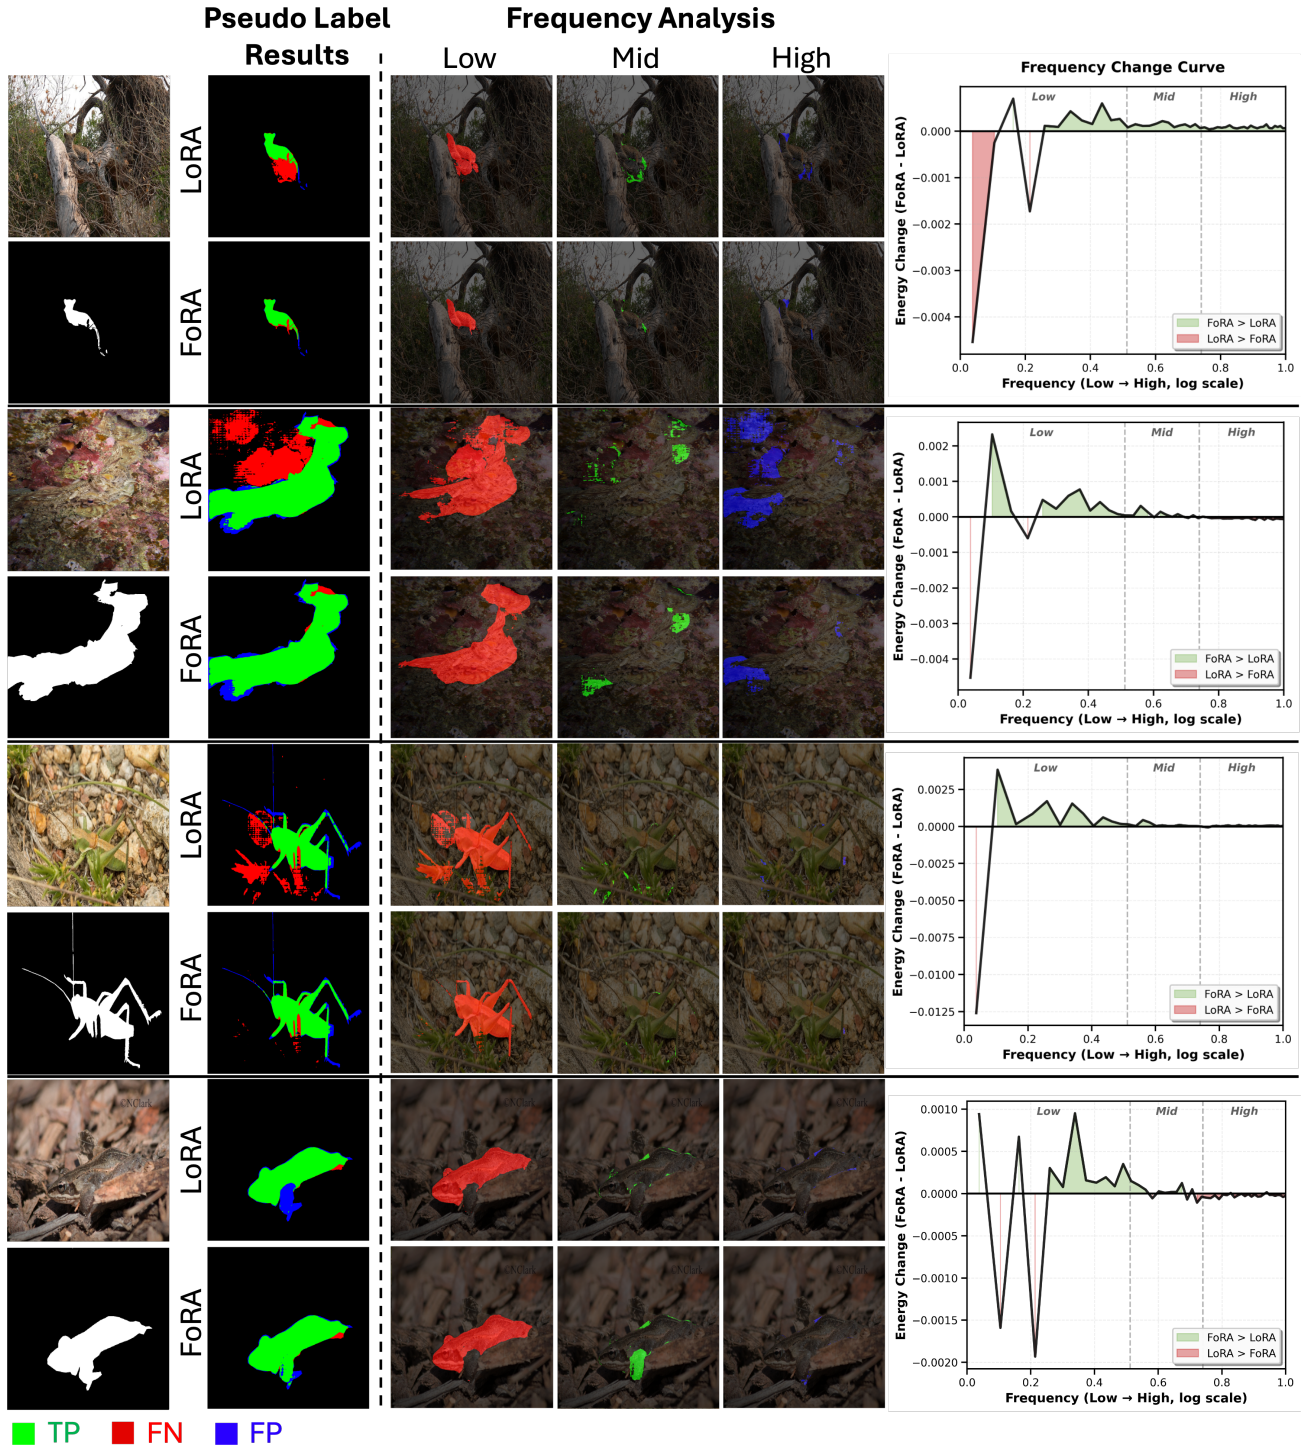 Pseudo Label
Results
Frequency Analysis
Low
Mid
High
LoRA
FoRA
Frequency Change Curve
Low
Mid
High
0.000
−0.001
−0.002
−0.003
−0.004
Energy Change (FoRA - LoRA)
FoRA > LoRA
LoRA > FoRA
0.0
0.2
0.4
0.6
0.8
1.0
Frequency (Low → High, log scale)
LoRA
FoRA
Low
Mid
High
0.002
0.001
0.000
−0.001
−0.002
−0.003
−0.004
Energy Change (FoRA - LoRA)
FoRA > LoRA
LoRA > FoRA
0.0
0.2
0.4
0.6
0.8
1.0
Frequency (Low → High, log scale)
LoRA
FoRA
Low
Mid
High
0.0025
0.0000
−0.0025
−0.0050
−0.0075
−0.0100
−0.0125
Energy Change (FoRA - LoRA)
FoRA > LoRA
LoRA > FoRA
0.0
0.2
0.4
0.6
0.8
1.0
Frequency (Low → High, log scale)
CNClark
LoRA
FoRA
CNClark
CNClark
CNClark
CNClark
CNClark
CNClark
Low
Mid
High
0.0010
0.0005
0.0000
−0.0005
−0.0010
−0.0015
−0.0020
Energy Change (FoRA - LoRA)
FoRA > LoRA
LoRA > FoRA
0.0
0.2
0.4
0.6
0.8
1.0
Frequency (Low → High, log scale)
TP
FN
FP